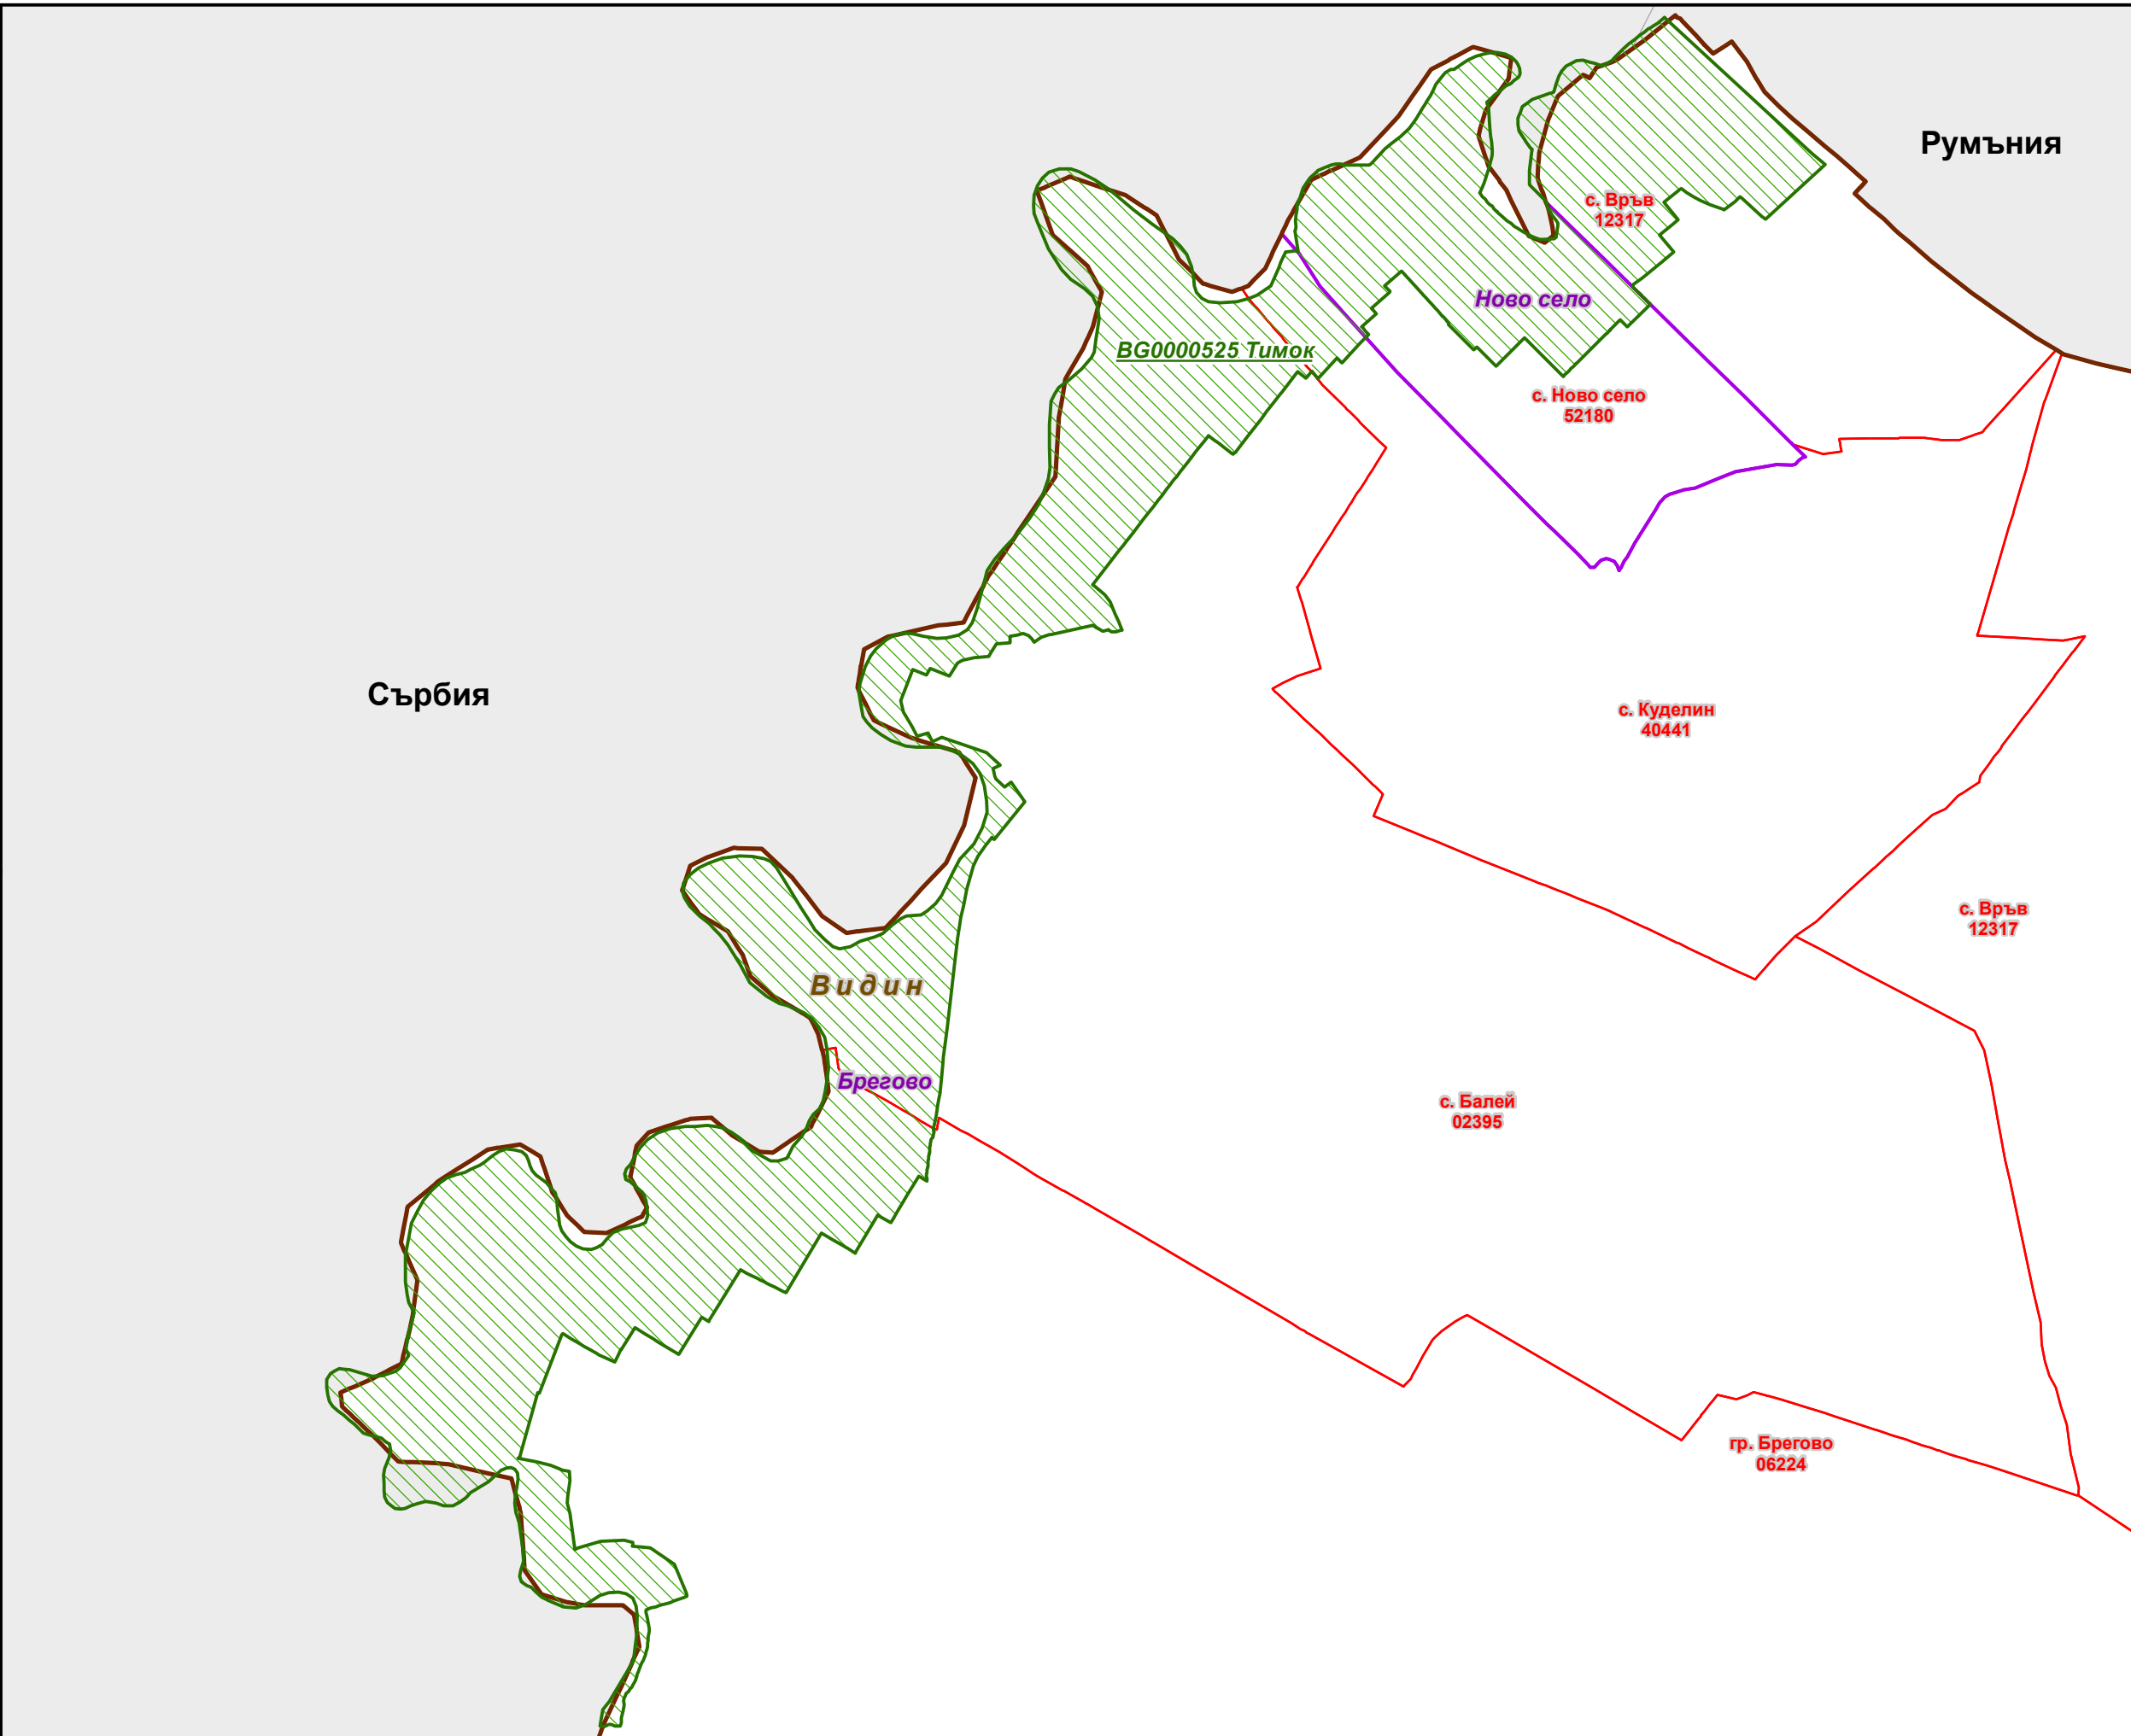 Румъния
с. Връв
12317
Ново село
BG0000525 Тимок
с. Ново село
52180
Сърбия
с. Куделин
40441
с. Връв
12317
Видин
Брегово
с. Балей
02395
гр. Брегово
06224